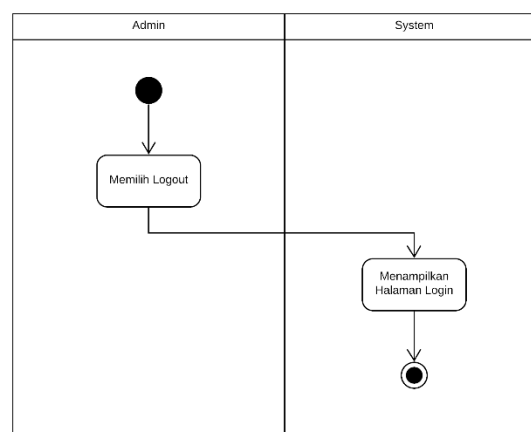 Admin
System
Memilih Logout
Menampilkan
Halaman Login